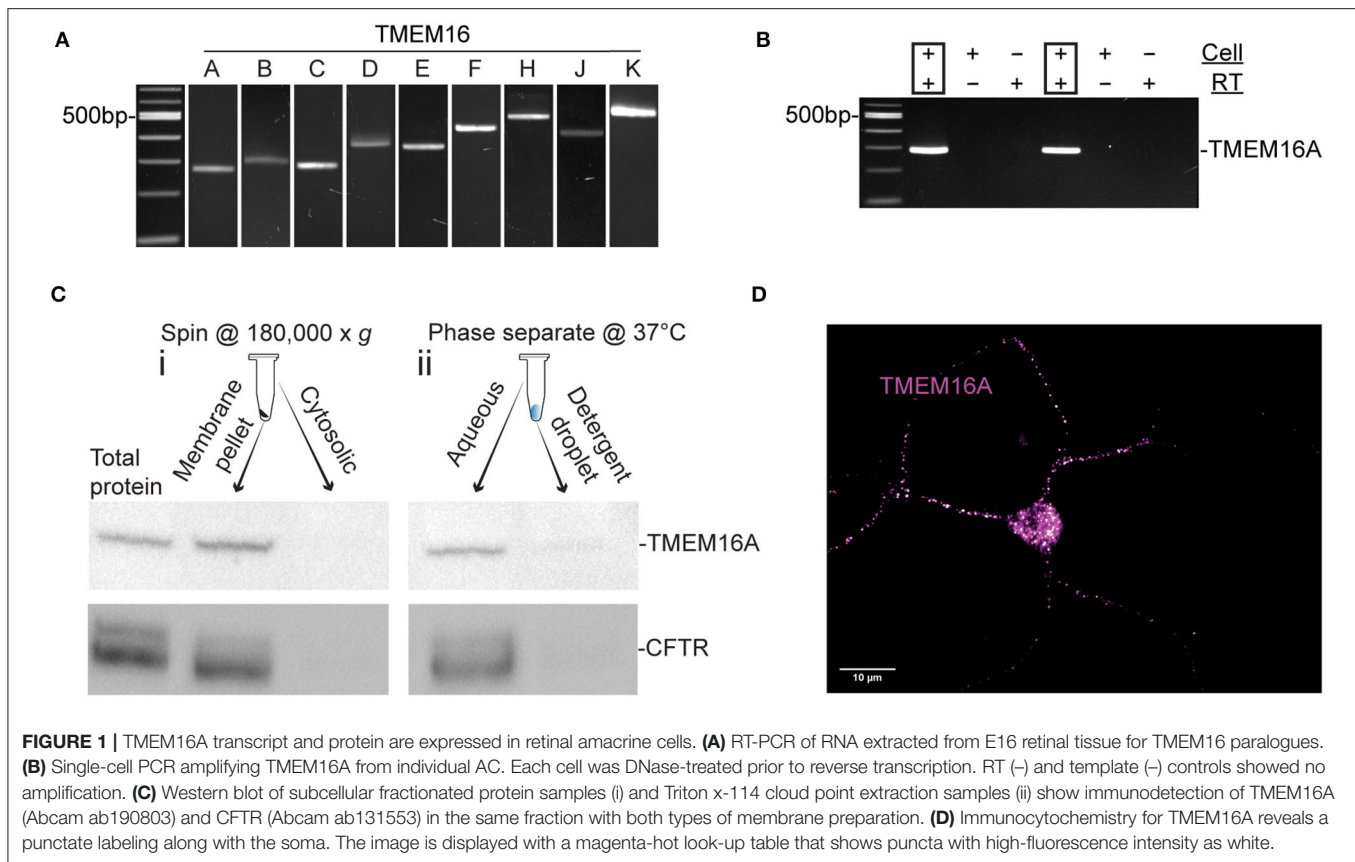 A
TMEM16
A B C D E F H J K
500bp-
B
+ + – + + – Cell
+ – + + – + RT
500bp-
-TMEM16A
C
Spin @ 180,000 x g
i
Membrane pellet
Cytosolic
Total protein
Phase separate @ 37°C
ii
Aqueous
Detergent droplet
-TMEM16A
-CFTR
D
TMEM16A
10 µm
FIGURE 1 | TMEM16A transcript and protein are expressed in retinal amacrine cells. (A) RT-PCR of RNA extracted from E16 retinal tissue for TMEM16 paralogues.
(B) Single-cell PCR amplifying TMEM16A from individual AC. Each cell was DNase-treated prior to reverse transcription. RT (–) and template (–) controls showed no
amplification. (C) Western blot of subcellular fractionated protein samples (i) and Triton x-114 cloud point extraction samples (ii) show immunodetection of TMEM16A
(Abcam ab190803) and CFTR (Abcam ab131553) in the same fraction with both types of membrane preparation. (D) Immunocytochemistry for TMEM16A reveals a
punctate labeling along with the soma. The image is displayed with a magenta-hot look-up table that shows puncta with high-fluorescence intensity as white.